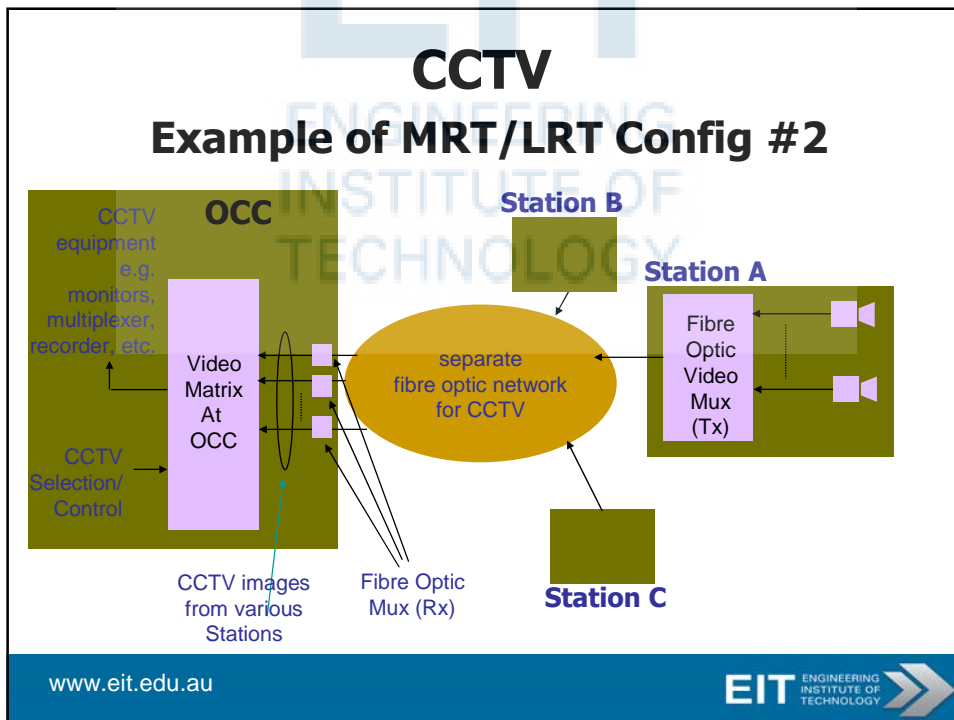 CCTV
Example of MRT/LRT Config #2
EIT
ENGINEERING
INSTITUTE OF
TECHNOLOGY
OCC
CCTV
equipment
e.g.
monitors,
multiplexer,
recorder, etc.
Video
Matrix
At
OCC
CCTV
Selection/
Control
CCTV images
from various
Stations
Fibre Optic
Mux (Rx)
separate
fibre optic network
for CCTV
Station B
Station A
Fibre
Optic
Video
Mux
(Tx)
Station C
www.eit.edu.au
EIT
ENGINEERING
INSTITUTE OF
TECHNOLOGY